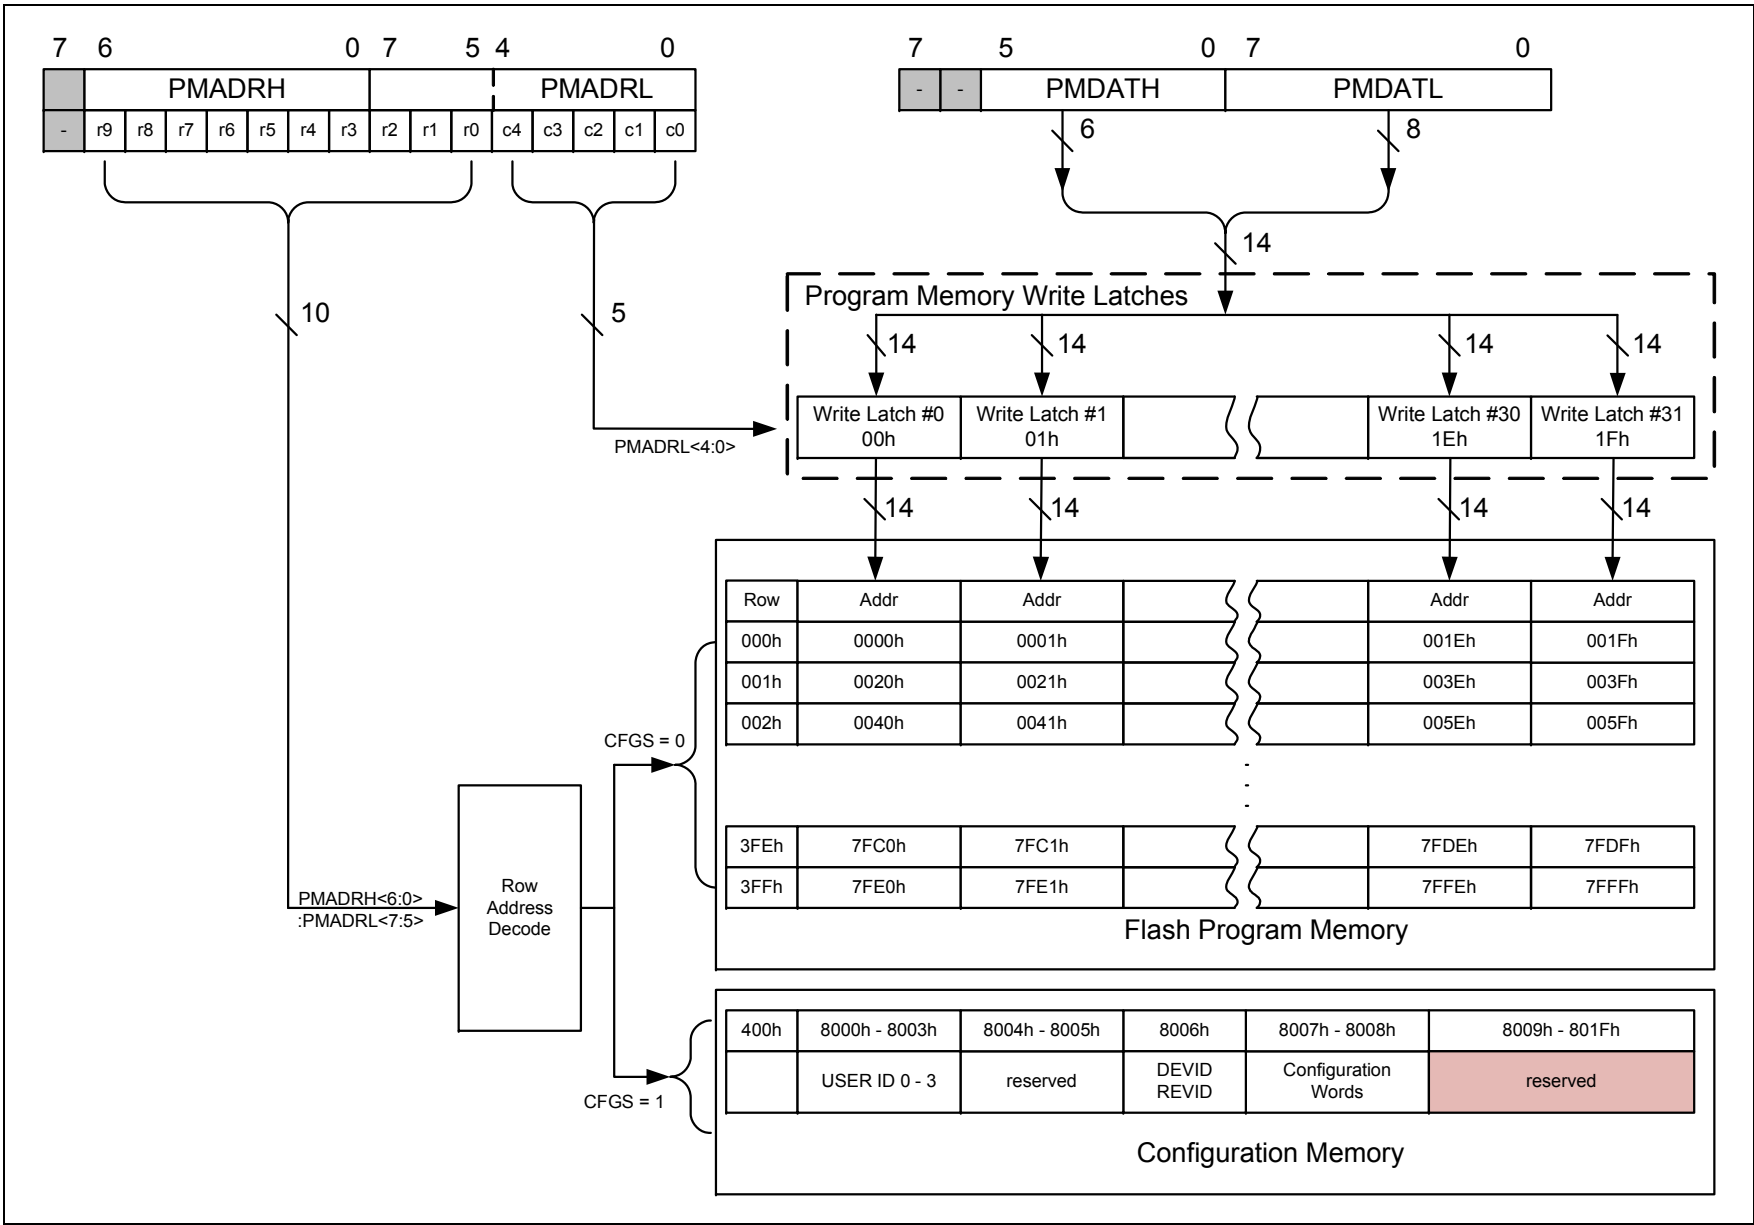 7 6 0 7 5 4 0
PMADRH PMADRL
- r9 r8 r7 r6 r5 r4 r3 r2 r1 r0 c4 c3 c2 c1 c0
7 5 0 7 0
- - PMDATH PMDATL
6 8
14
10
5
Program Memory Write Latches
14 14 14 14
Write Latch #0 Write Latch #1 Write Latch #30 Write Latch #31
00h 01h 1Eh 1Fh
PMADRL<4:0>
14 14 14 14
Row Addr Addr Addr Addr
000h 0000h 0001h 001Eh 001Fh
001h 0020h 0021h 003Eh 003Fh
002h 0040h 0041h 005Eh 005Fh
CFGS = 0
3FEh 7FC0h 7FC1h 7FDEh 7FDFh
3FFh 7FE0h 7FE1h 7FFEh 7FFFh
Flash Program Memory
PMADRH<6:0>
:PMADRL<7:5>
Row
Address
Decode
400h 8000h - 8003h 8004h - 8005h 8006h 8007h - 8008h 8009h - 801Fh
USER ID 0 - 3 reserved DEVID Configuration reserved
REVID Words
CFGS = 1
Configuration Memory